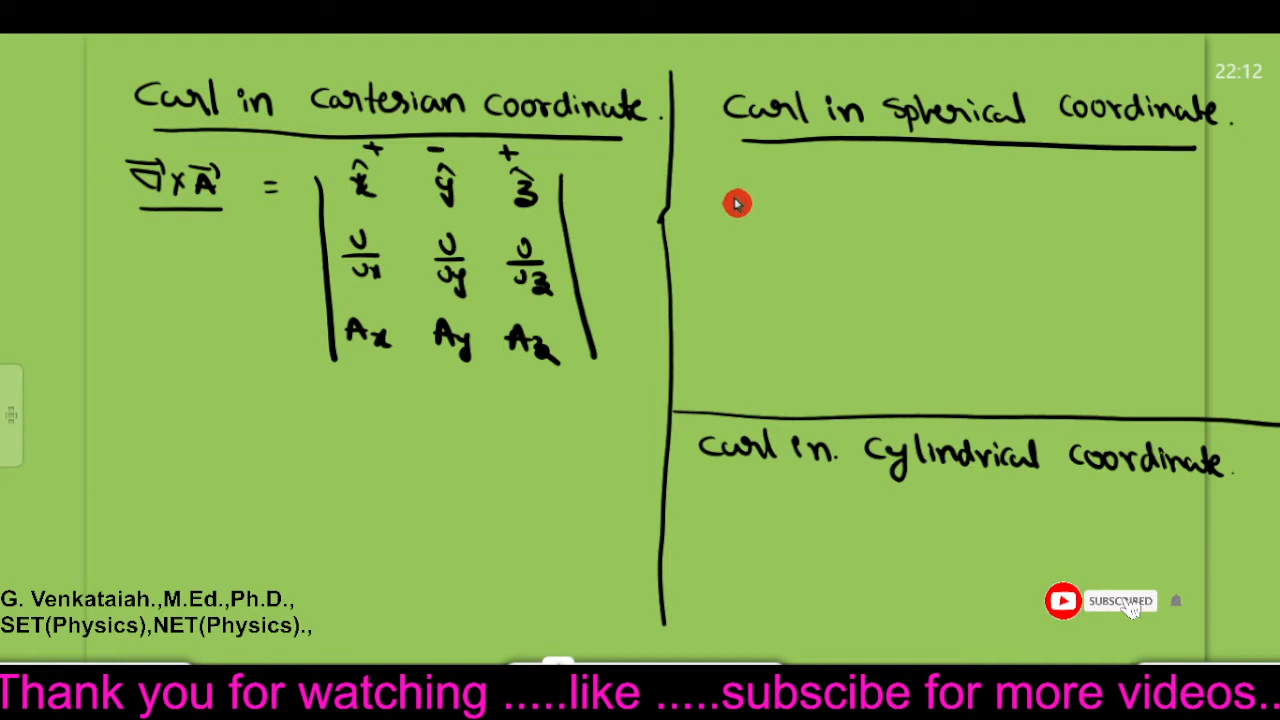 22:12
Curl in Cartesian Coordinate.
∇⃗ × A⃗ = | x̂ ŷ ẑ |
+ - +
∂/∂x ∂/∂y ∂/∂z
Ax Ay Az
Curl in spherical Coordinate.
Curl in. Cylindrical Coordinate.
G. Venkataiah.,M.Ed.,Ph.D.,
SET(Physics),NET(Physics).,
SUBSCRIBED
Thank you for watching .....like .....subscibe for more videos..